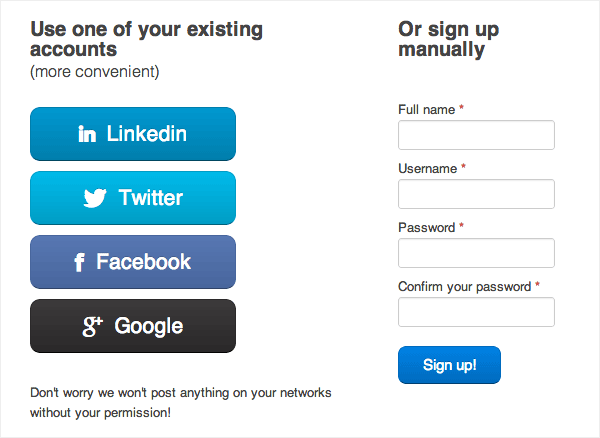 Use one of your existing
accounts
(more convenient)
in Linkedin
Twitter
f Facebook
g+ Google
Don't worry we won't post anything on your networks
without your permission!
Or sign up
manually
Full name *
Username *
Password *
Confirm your password *
Sign up!